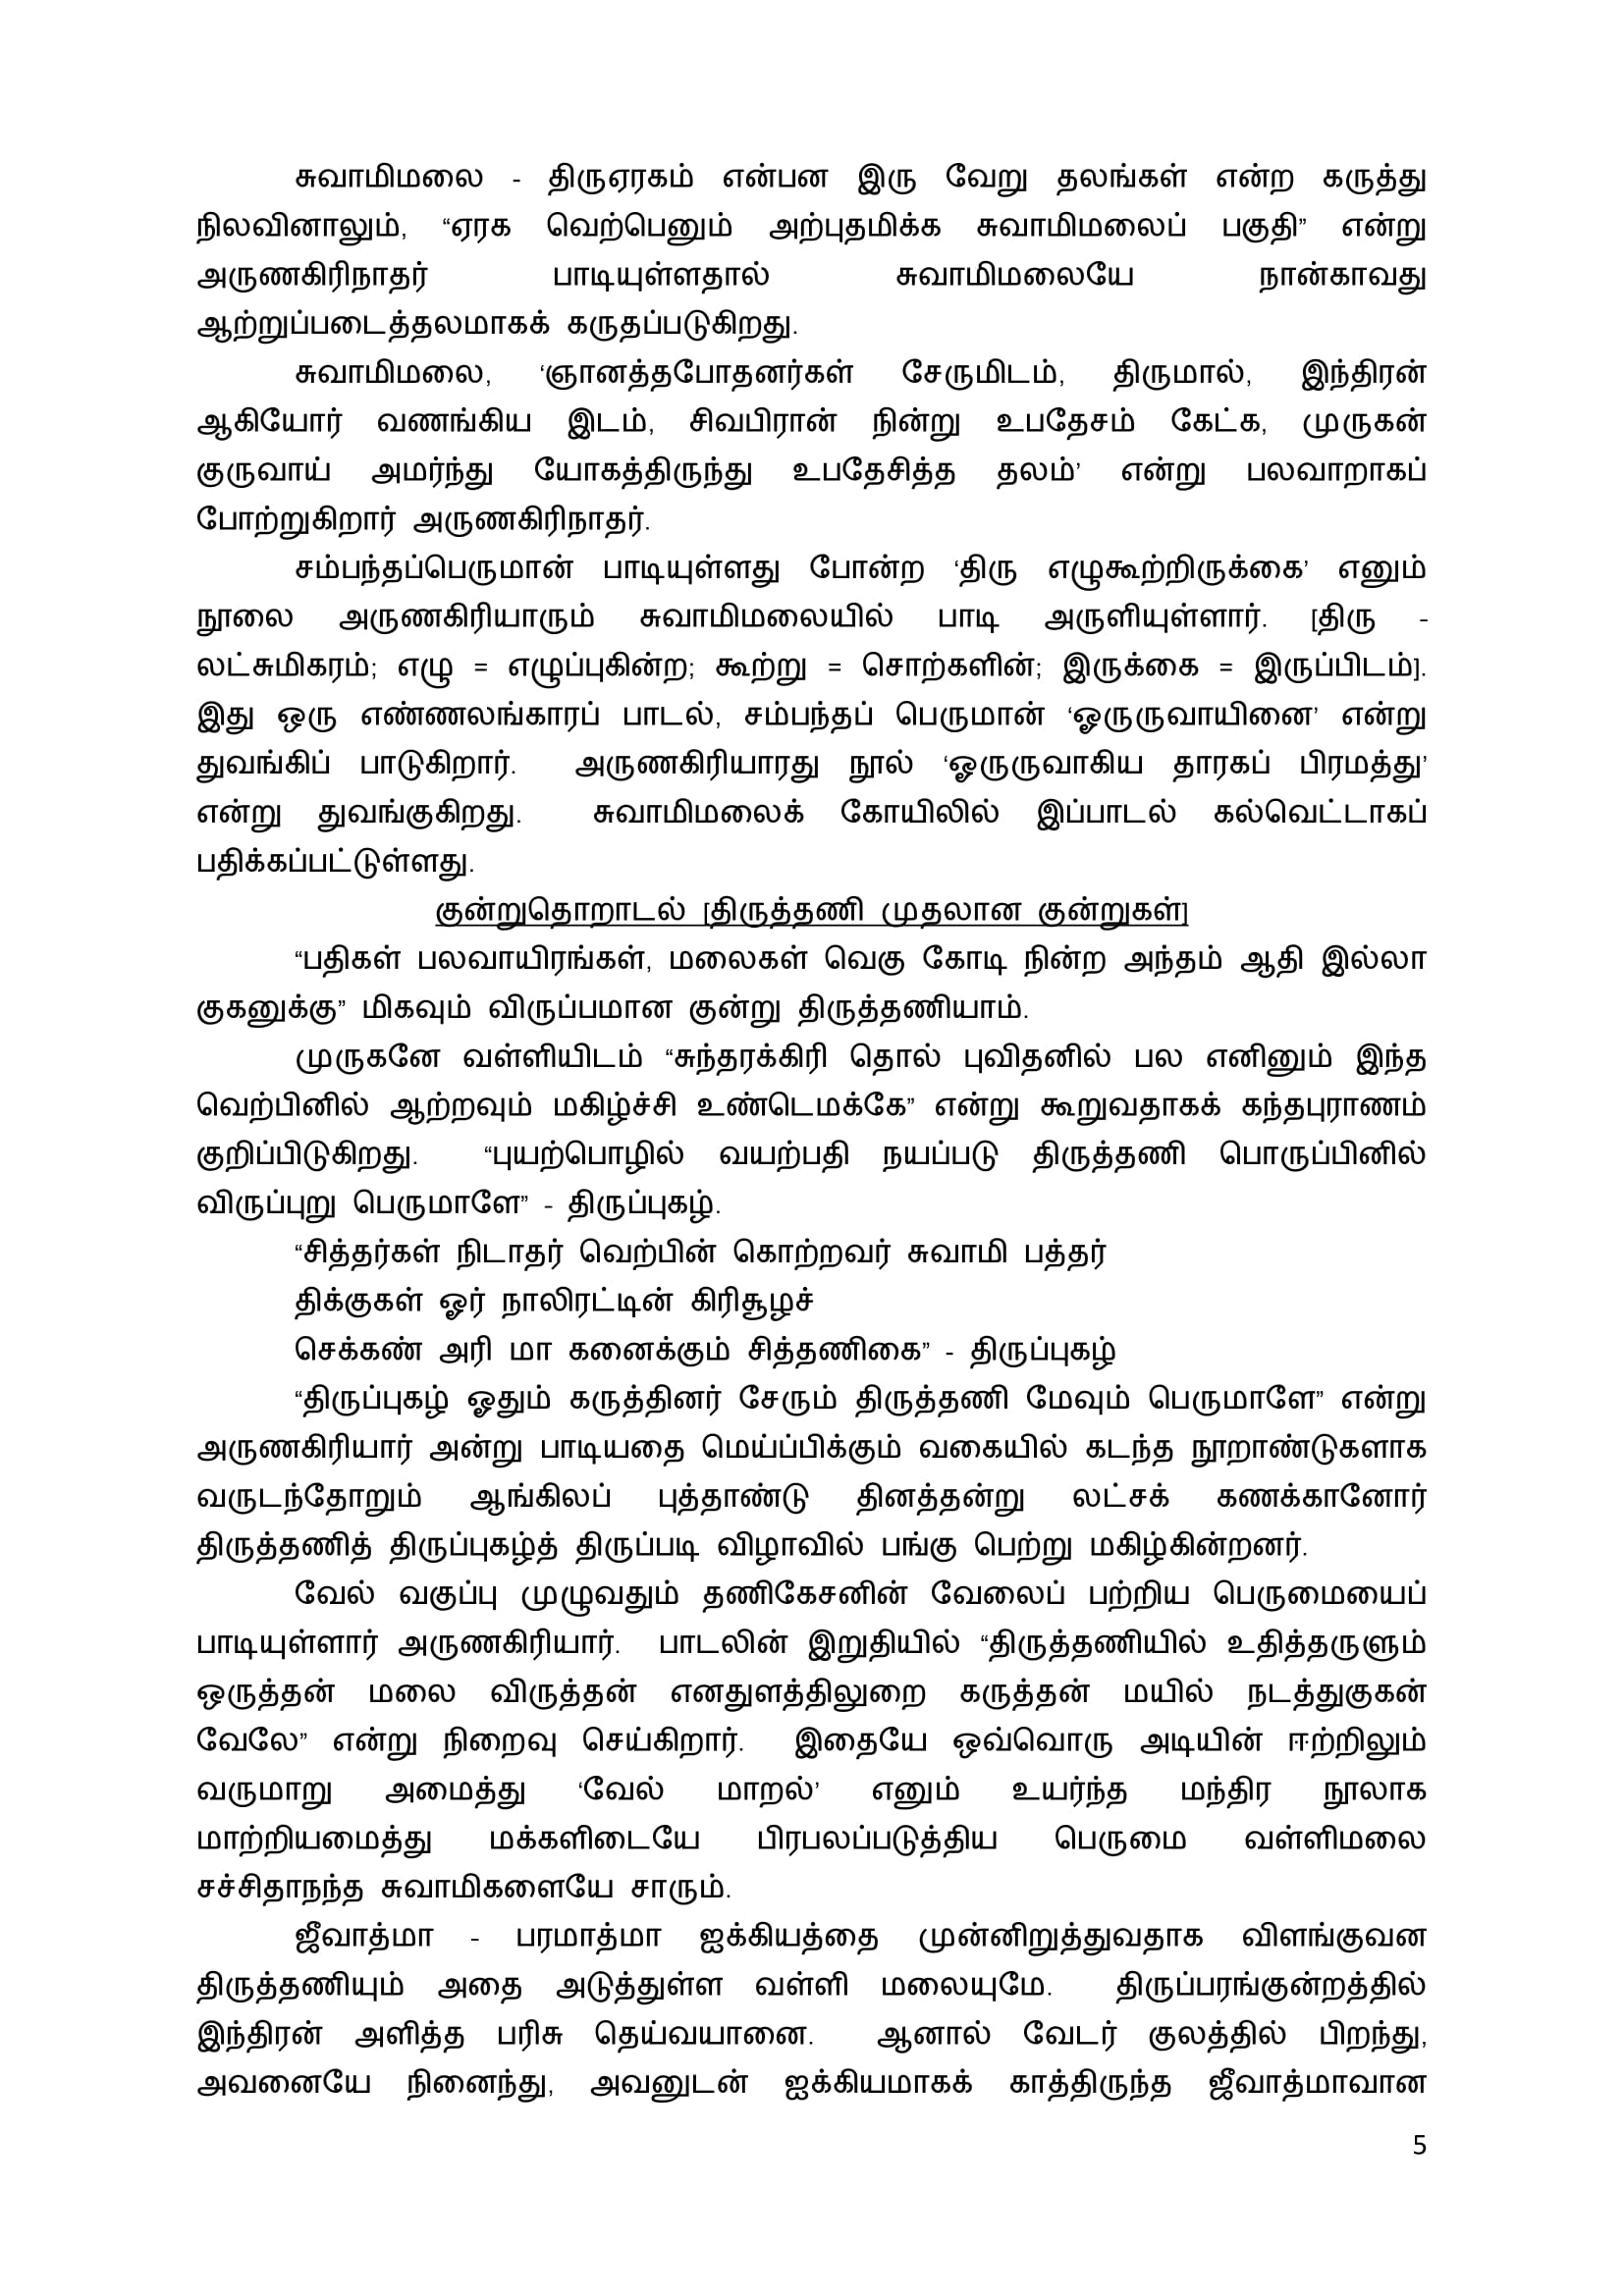 சுவாமிமலை - திருஏரகம் என்பன இரு வேறு தலங்கள் என்ற கருத்து
நிலவினாலும், “ஏரக வெற்பெனும் அற்புதமிக்க சுவாமிமலைப் பகுதி” என்று
அருணகிரிநாதர் பாடியுள்ளதால் சுவாமிமலையே நான்காவது
ஆற்றுப்படைத்தலமாகக் கருதப்படுகிறது.
சுவாமிமலை, ‘ஞானத்தபோதனர்கள் சேருமிடம், திருமால், இந்திரன்
ஆகியோர் வணங்கிய இடம், சிவபிரான் நின்று உபதேசம் கேட்க, முருகன்
குருவாய் அமர்ந்து யோகத்திருந்து உபதேசித்த தலம்’ என்று பலவாறாகப்
போற்றுகிறார் அருணகிரிநாதர்.
சம்பந்தப்பெருமான் பாடியுள்ளது போன்ற ‘திரு எழுகூற்றிருக்கை’ எனும்
நூலை அருணகிரியாரும் சுவாமிமலையில் பாடி அருளியுள்ளார். [திரு -
லட்சுமிகரம்; எழு = எழுப்புகின்ற; கூற்று = சொற்களின்; இருக்கை = இருப்பிடம்].
இது ஒரு எண்ணலங்காரப் பாடல், சம்பந்தப் பெருமான் ‘ஓருருவாயினை’ என்று
துவங்கிப் பாடுகிறார். அருணகிரியாரது நூல் ‘ஓருருவாகிய தாரகப் பிரமத்து’
என்று துவங்குகிறது. சுவாமிமலைக் கோயிலில் இப்பாடல் கல்வெட்டாகப்
பதிக்கப்பட்டுள்ளது.
குன்றுதொறாடல் [திருத்தணி முதலான குன்றுகள்]
“பதிகள் பலவாயிரங்கள், மலைகள் வெகு கோடி நின்ற அந்தம் ஆதி இல்லா
குகனுக்கு” மிகவும் விருப்பமான குன்று திருத்தணியாம்.
முருகனே வள்ளியிடம் “சுந்தரக்கிரி தொல் புவிதனில் பல எனினும் இந்த
வெற்பினில் ஆற்றவும் மகிழ்ச்சி உண்டெமக்கே” என்று கூறுவதாகக் கந்தபுராணம்
குறிப்பிடுகிறது. “புயற்பொழில் வயற்பதி நயப்படு திருத்தணி பொருப்பினில்
விருப்புறு பெருமாளே” - திருப்புகழ்.
“சித்தர்கள் நிடாதர் வெற்பின் கொற்றவர் சுவாமி பத்தர்
திக்குகள் ஓர் நாலிரட்டின் கிரிசூழச்
செக்கண் அரி மா கனைக்கும் சித்தணிகை” - திருப்புகழ்
“திருப்புகழ் ஓதும் கருத்தினர் சேரும் திருத்தணி மேவும் பெருமாளே” என்று
அருணகிரியார் அன்று பாடியதை மெய்ப்பிக்கும் வகையில் கடந்த நூறாண்டுகளாக
வருடந்தோறும் ஆங்கிலப் புத்தாண்டு தினத்தன்று லட்சக் கணக்கானோர்
திருத்தணித் திருப்புகழ்த் திருப்படி விழாவில் பங்கு பெற்று மகிழ்கின்றனர்.
வேல் வகுப்பு முழுவதும் தணிகேசனின் வேலைப் பற்றிய பெருமையைப்
பாடியுள்ளார் அருணகிரியார். பாடலின் இறுதியில் “திருத்தணியில் உதித்தருளும்
ஒருத்தன் மலை விருத்தன் எனதுளத்திலுறை கருத்தன் மயில் நடத்துகுகன்
வேலே” என்று நிறைவு செய்கிறார். இதையே ஒவ்வொரு அடியின் ஈற்றிலும்
வருமாறு அமைத்து ‘வேல் மாறல்’ எனும் உயர்ந்த மந்திர நூலாக
மாற்றியமைத்து மக்களிடையே பிரபலப்படுத்திய பெருமை வள்ளிமலை
சச்சிதாநந்த சுவாமிகளையே சாரும்.
ஜீவாத்மா - பரமாத்மா ஐக்கியத்தை முன்னிறுத்துவதாக விளங்குவன
திருத்தணியும் அதை அடுத்துள்ள வள்ளி மலையுமே. திருப்பரங்குன்றத்தில்
இந்திரன் அளித்த பரிசு தெய்வயானை. ஆனால் வேடர் குலத்தில் பிறந்து,
அவனையே நினைந்து, அவனுடன் ஐக்கியமாகக் காத்திருந்த ஜீவாத்மாவான
5